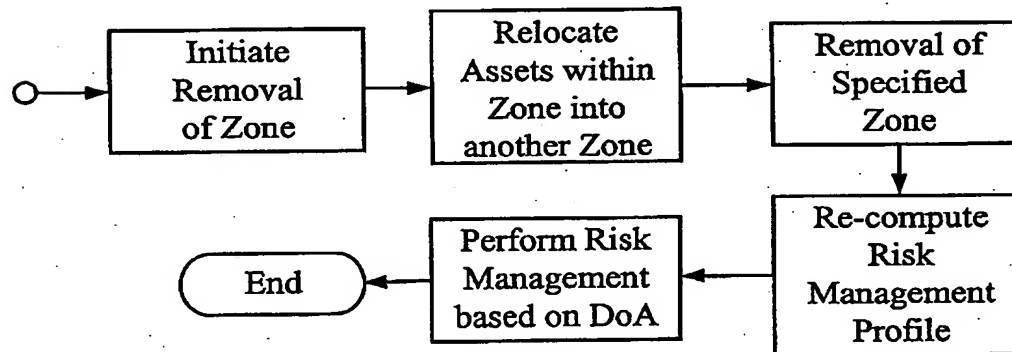 Initiate
Removal
of Zone
Relocate
Assets within
Zone into
another Zone
Removal of
Specified
Zone
Re-compute
Risk
Management
Profile
Perform Risk
Management
based on DoA
End